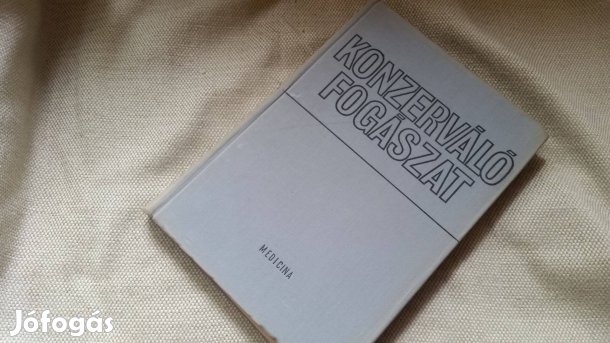 KONZERVÁLÓ
FOGÁSZAT
MEDICINA
Jófogás